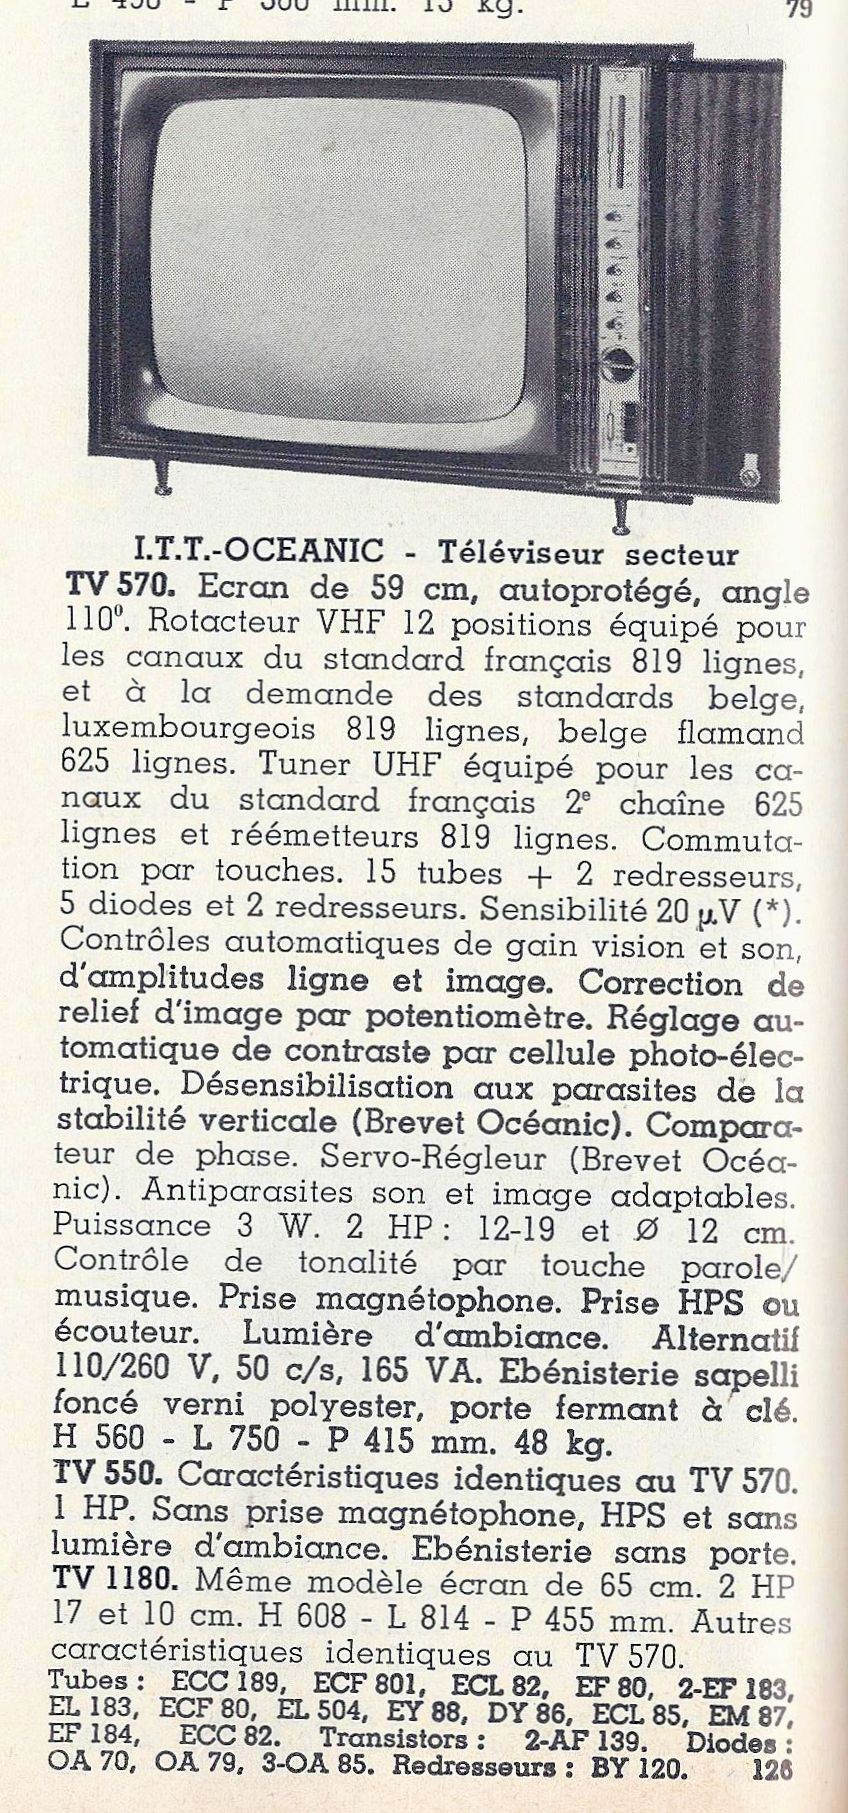 L 490 - P 300 mm. 15 kg. 79
I.T.T.-OCEANIC - Téléviseur secteur
TV 570. Ecran de 59 cm, autoprotégé, angle
110°. Rotacteur VHF 12 positions équipé pour
les canaux du standard français 819 lignes,
et à la demande des standards belge,
luxembourgeois 819 lignes, belge flamand
625 lignes. Tuner UHF équipé pour les ca-
naux du standard français 2e chaîne 625
lignes et réémetteurs 819 lignes. Commuta-
tion par touches. 15 tubes + 2 redresseurs,
5 diodes et 2 redresseurs. Sensibilité 20 µV (*).
Contrôles automatiques de gain vision et son,
d'amplitudes ligne et image. Correction de
relief d'image par potentiomètre. Réglage au-
tomatique de contraste par cellule photo-élec-
trique. Désensibilisation aux parasites de la
stabilité verticale (Brevet Océanic). Compara-
teur de phase. Servo-Régleur (Brevet Océa-
nic). Antiparasites son et image adaptables.
Puissance 3 W. 2 HP : 12-19 et Ø 12 cm.
Contrôle de tonalité par touche parole/
musique. Prise magnétophone. Prise HPS ou
écouteur. Lumière d'ambiance. Alternatif
110/260 V, 50 c/s, 165 VA. Ebénisterie sapelli
foncé verni polyester, porte fermant à clé.
H 560 - L 750 - P 415 mm. 48 kg.
TV 550. Caractéristiques identiques au TV 570.
1 HP. Sans prise magnétophone, HPS et sans
lumière d'ambiance. Ebénisterie sans porte.
TV 1180. Même modèle écran de 65 cm. 2 HP
17 et 10 cm. H 608 - L 814 - P 455 mm. Autres
caractéristiques identiques au TV 570.
Tubes : ECC 189, ECF 801, ECL 82, EF 80, 2-EF 183,
EL 183, ECF 80, EL 504, EY 88, DY 86, ECL 85, EM 87,
EF 184, ECC 82. Transistors : 2-AF 139. Diodes :
OA 70, OA 79, 3-OA 85. Redresseurs : BY 120. 126